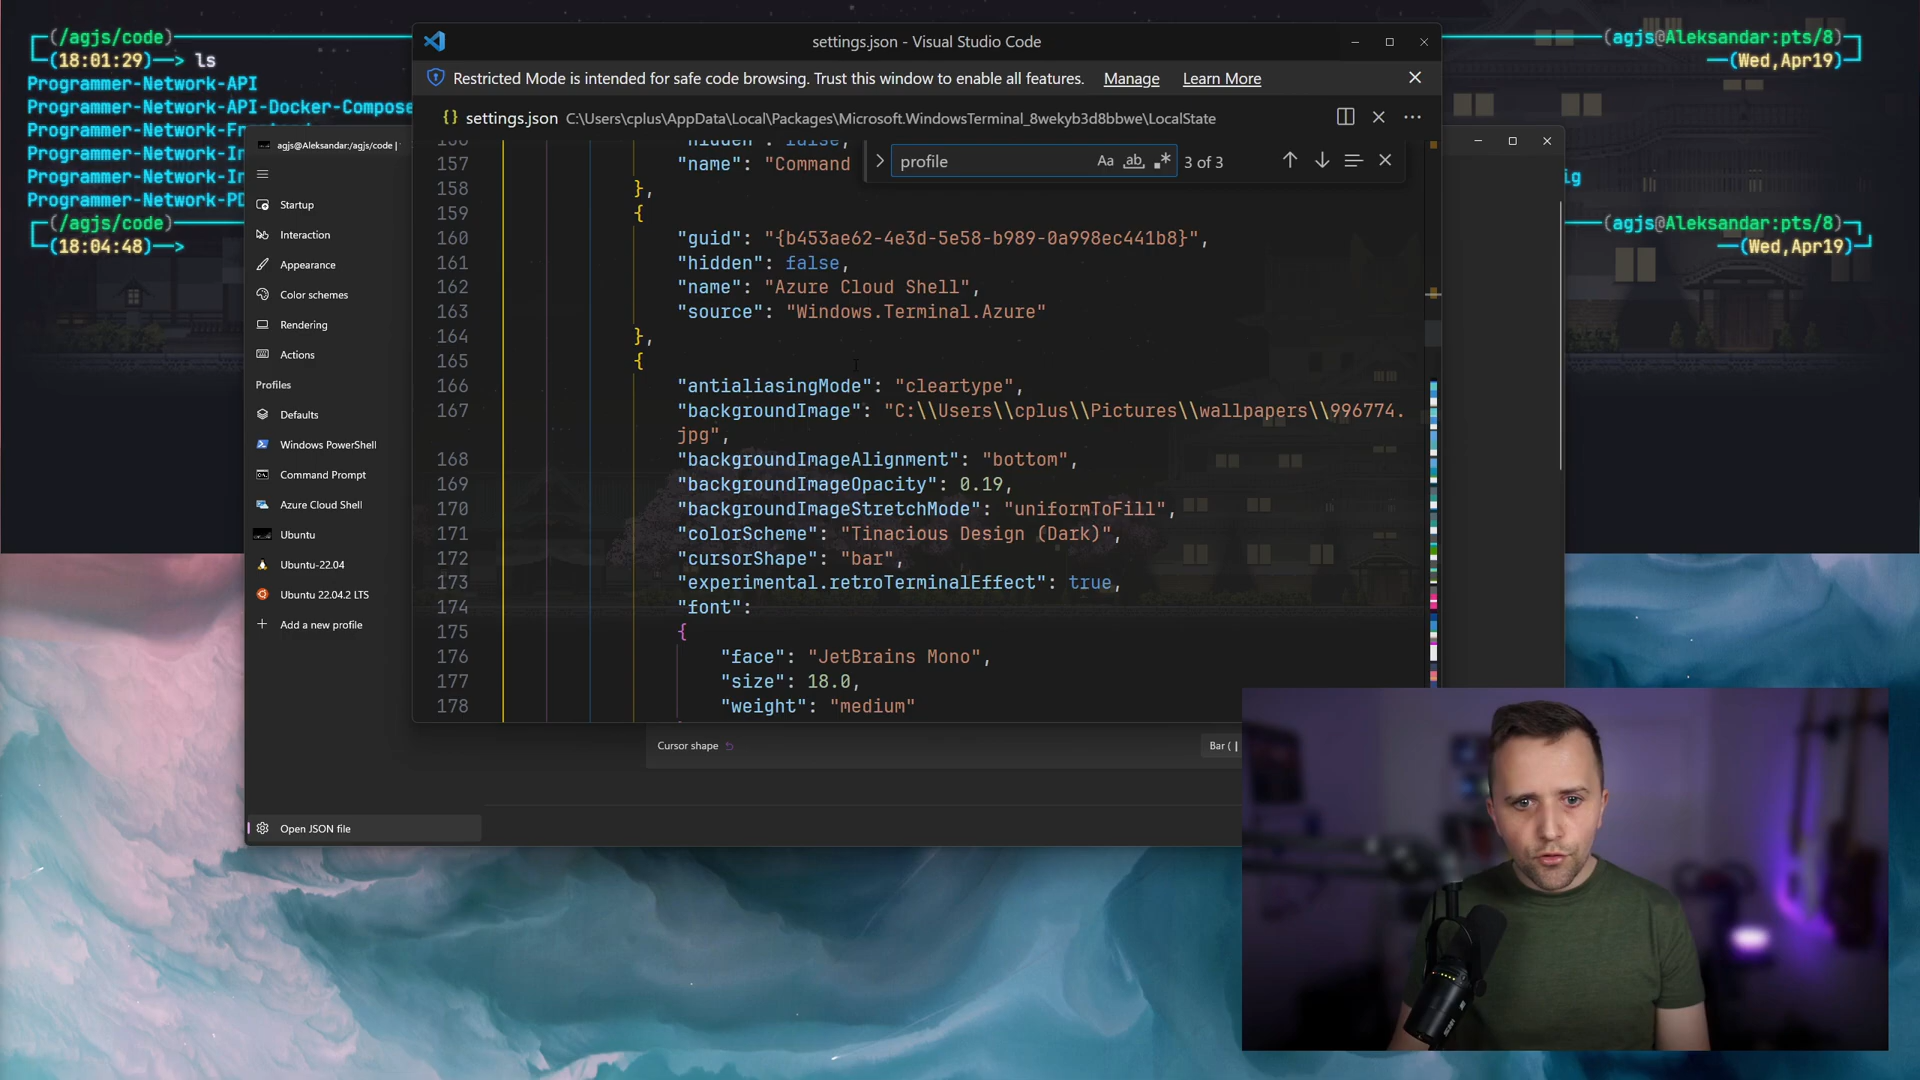 ┌─(/agjs/code)
└─(18:01:29)──> ls
Programmer-Network-API
Programmer-Network-API-Docker-Compose
Programmer-Network-Fr
Programmer-Network-In
Programmer-Network-In
Programmer-Network-PD
┌─(/agjs/code)
└─(18:04:48)──>
(agjs@Aleksandar:pts/8)─┐
─(Wed,Apr19)─┘
ig
(agjs@Aleksandar:pts/8)─┐
─(Wed,Apr19)─┘
agjs@Aleksandar:/agjs/code |
Startup
Interaction
Appearance
Color schemes
Rendering
Actions
Profiles
Defaults
Windows PowerShell
Command Prompt
Azure Cloud Shell
Ubuntu
Ubuntu-22.04
Ubuntu 22.04.2 LTS
Add a new profile
Open JSON file
settings.json - Visual Studio Code
Restricted Mode is intended for safe code browsing. Trust this window to enable all features. Manage Learn More
{} settings.json C:\Users\cplus\AppData\Local\Packages\Microsoft.WindowsTerminal_8wekyb3d8bbwe\LocalState
profile Aa ab 3 of 3
157 "name": "Command
158 },
159 {
160 "guid": "{b453ae62-4e3d-5e58-b989-0a998ec441b8}",
161 "hidden": false,
162 "name": "Azure Cloud Shell",
163 "source": "Windows.Terminal.Azure"
164 },
165 {
166 "antialiasingMode": "cleartype",
167 "backgroundImage": "C:\\Users\\cplus\\Pictures\\wallpapers\\996774.
jpg",
168 "backgroundImageAlignment": "bottom",
169 "backgroundImageOpacity": 0.19,
170 "backgroundImageStretchMode": "uniformToFill",
171 "colorScheme": "Tinacious Design (Dark)",
172 "cursorShape": "bar",
173 "experimental.retroTerminalEffect": true,
174 "font":
175 {
176 "face": "JetBrains Mono",
177 "size": 18.0,
178 "weight": "medium"
Cursor shape
Bar (